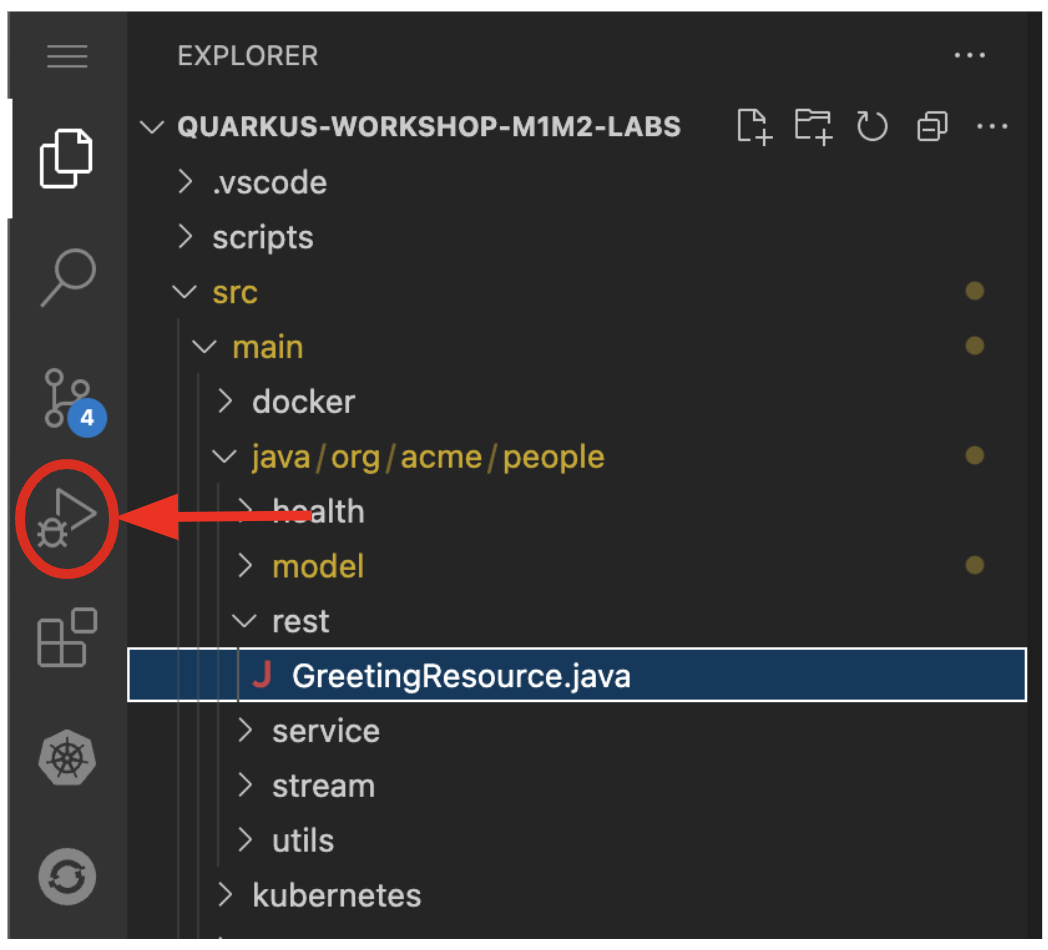 EXPLORER
QUARKUS-WORKSHOP-M1M2-LABS
.vscode
scripts
src
main
docker
java/org/acme/people
health
model
rest
J GreetingResource.java
service
stream
utils
kubernetes
4